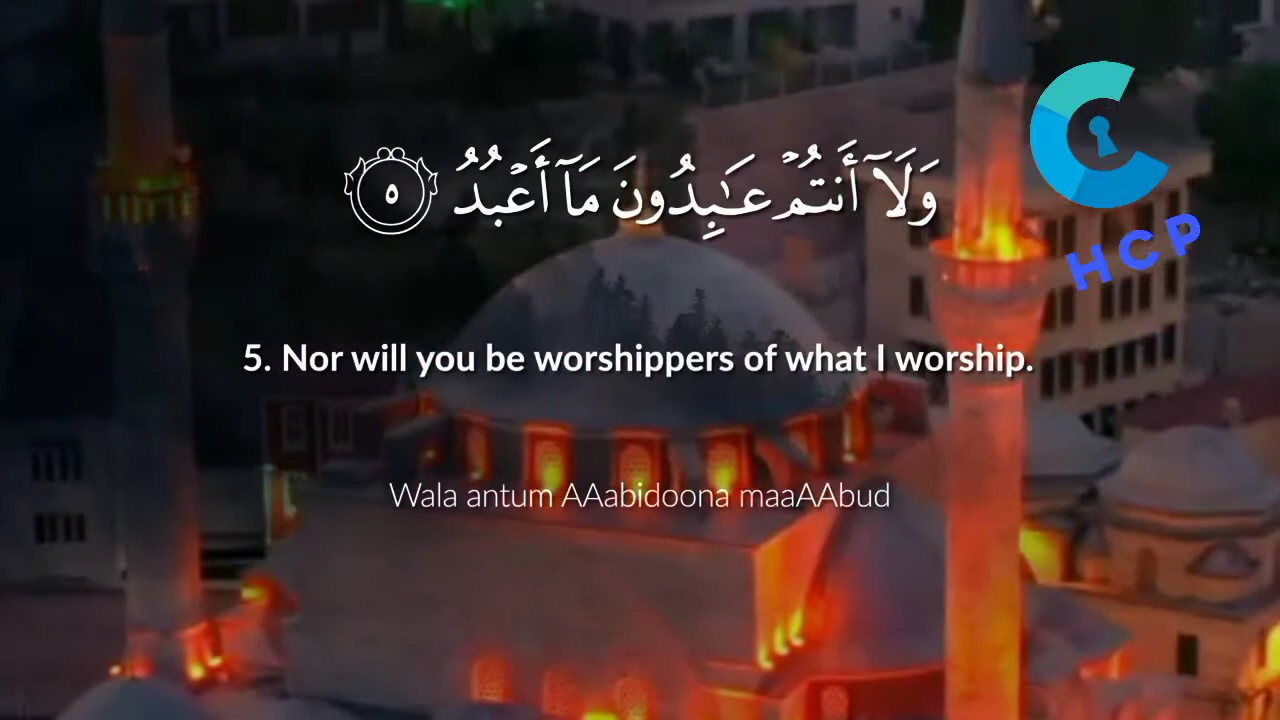 وَلَآ أَنتُمْ عَـٰبِدُونَ مَآ أَعْبُدُ ٥
HCP
5. Nor will you be worshippers of what I worship.
Wala antum AAabidoona maaAAbud